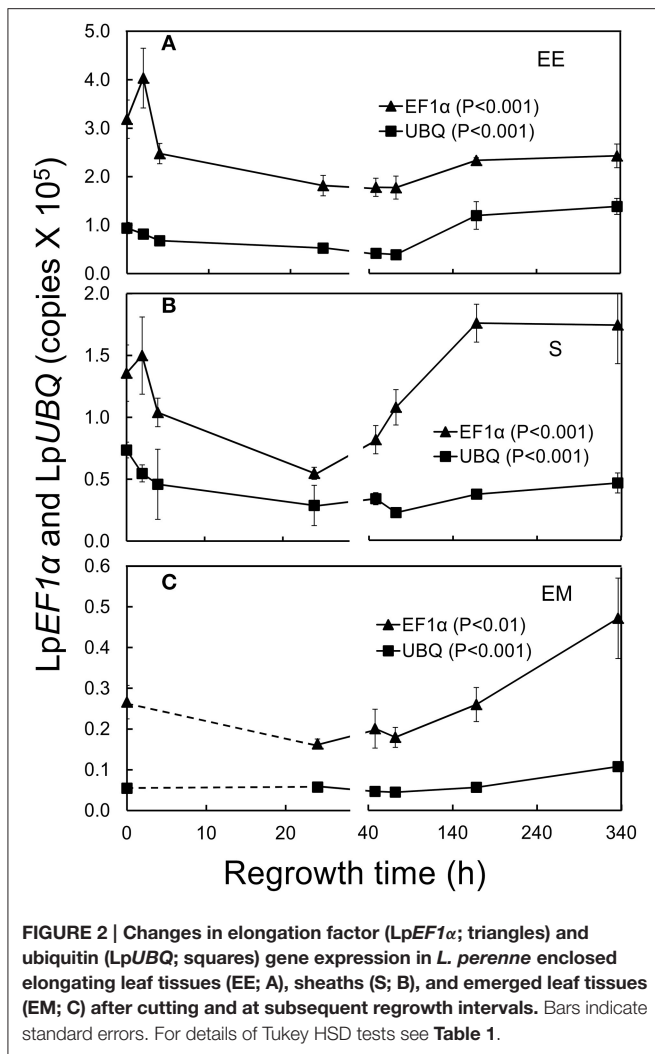 LpEF1α and LpUBQ (copies X 10⁵)
A
EE
5.0
4.0
3.0
2.0
1.0
0.0
EF1α (P<0.001)
UBQ (P<0.001)
B
S
2.0
1.5
1.0
0.5
0.0
EF1α (P<0.001)
UBQ (P<0.001)
C
EM
0.6
0.5
0.4
0.3
0.2
0.1
0.0
EF1α (P<0.01)
UBQ (P<0.001)
0 10 20 40 140 240 340
Regrowth time (h)
FIGURE 2 | Changes in elongation factor (LpEF1α; triangles) and
ubiquitin (LpUBQ; squares) gene expression in L. perenne enclosed
elongating leaf tissues (EE; A), sheaths (S; B), and emerged leaf tissues
(EM; C) after cutting and at subsequent regrowth intervals. Bars indicate
standard errors. For details of Tukey HSD tests see Table 1.